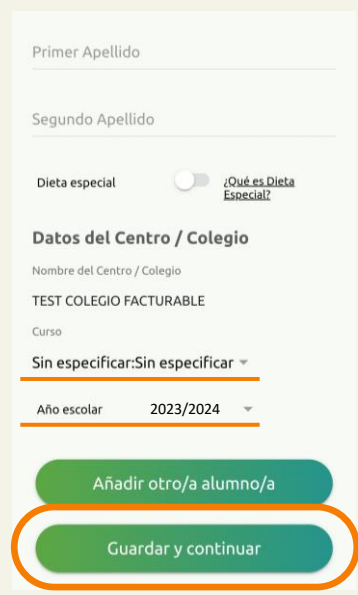 Primer Apellido
Segundo Apellido
Dieta especial
¿Qué es Dieta
Especial?
Datos del Centro / Colegio
Nombre del Centro / Colegio
TEST COLEGIO FACTURABLE
Curso
Sin especificar:Sin especificar
Año escolar 2023/2024
Añadir otro/a alumno/a
Guardar y continuar